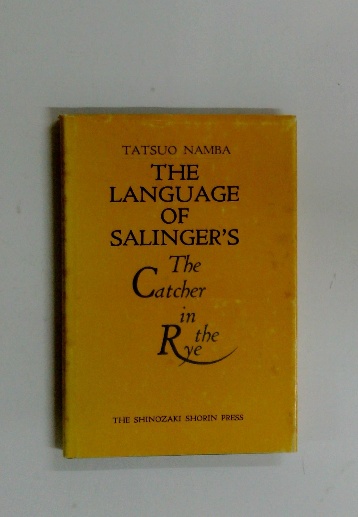 TATSUO NAMBA
THE
LANGUAGE
OF
SALINGER'S
The
Catcher
in
the
Rye
THE SHINOZAKI SHORIN PRESS